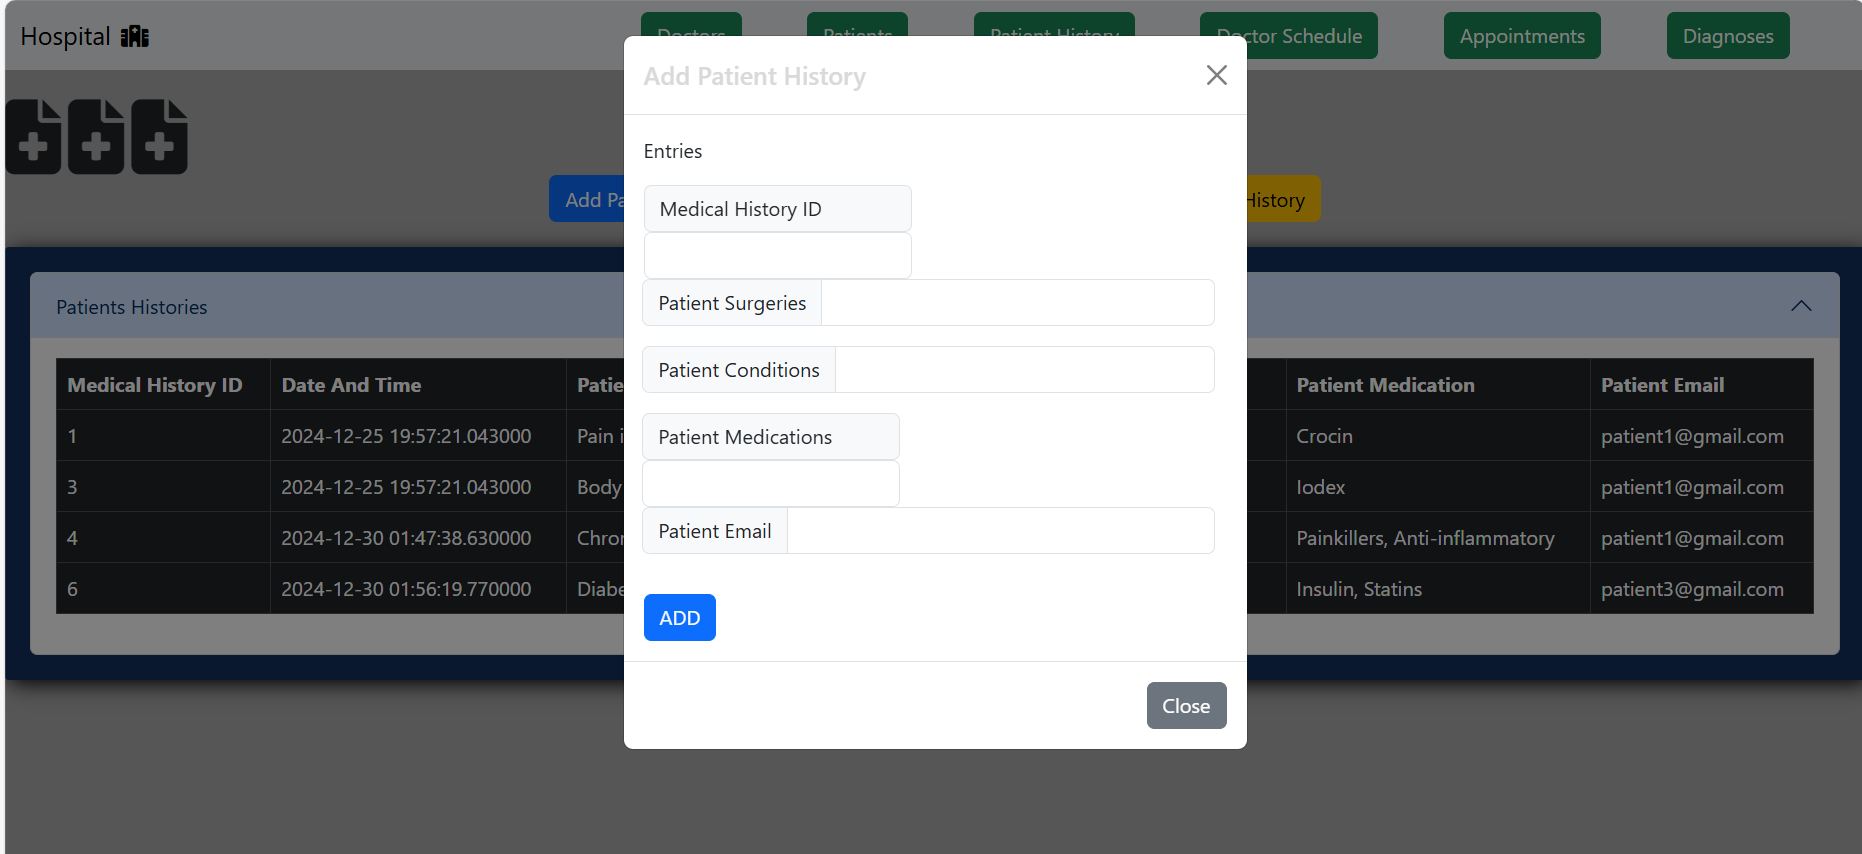 Hospital
Doctors
Patients
Patient History
Doctor Schedule
Appointments
Diagnoses
Add Patient History
Entries
Medical History ID
Patient Surgeries
Patient Conditions
Patient Medications
Patient Email
ADD
Close
Add Pa
History
Patients Histories
Medical History ID Date And Time Patie Patient Medication Patient Email
1 2024-12-25 19:57:21.043000 Pain i Crocin patient1@gmail.com
3 2024-12-25 19:57:21.043000 Body Iodex patient1@gmail.com
4 2024-12-30 01:47:38.630000 Chron Painkillers, Anti-inflammatory patient1@gmail.com
6 2024-12-30 01:56:19.770000 Diabe Insulin, Statins patient3@gmail.com